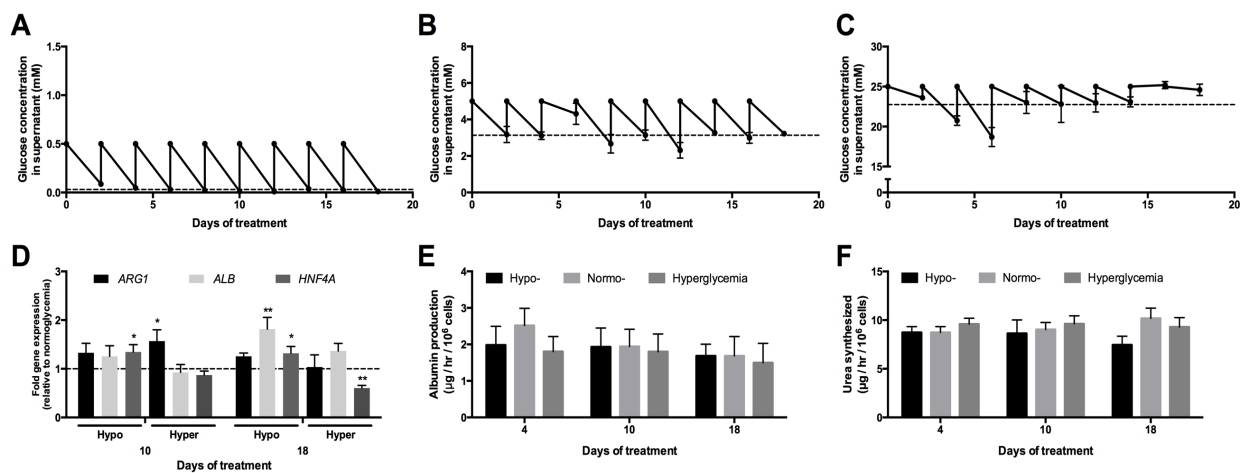 A
Glucose concentration
in supernatant (mM)
1.5
1.0
0.5
0.0
0 5 10 15 20
Days of treatment
B
Glucose concentration
in supernatant (mM)
8
6
4
2
0
0 5 10 15 20
Days of treatment
C
Glucose concentration
in supernatant (mM)
30
25
20
15
0
0 5 10 15 20
Days of treatment
D
Fold gene expression
(relative to normoglycemia)
3
2
1
0
ARG1 ALB HNF4A
* * ** * **
Hypo Hyper Hypo Hyper
10 18
Days of treatment
E
Albumin production
(µg / hr / 10⁶ cells)
4
3
2
1
0
Hypo- Normo- Hyperglycemia
4 10 18
Days of treatment
F
Urea synthesized
(µg / hr / 10⁶ cells)
15
10
5
0
Hypo- Normo- Hyperglycemia
4 10 18
Days of treatment